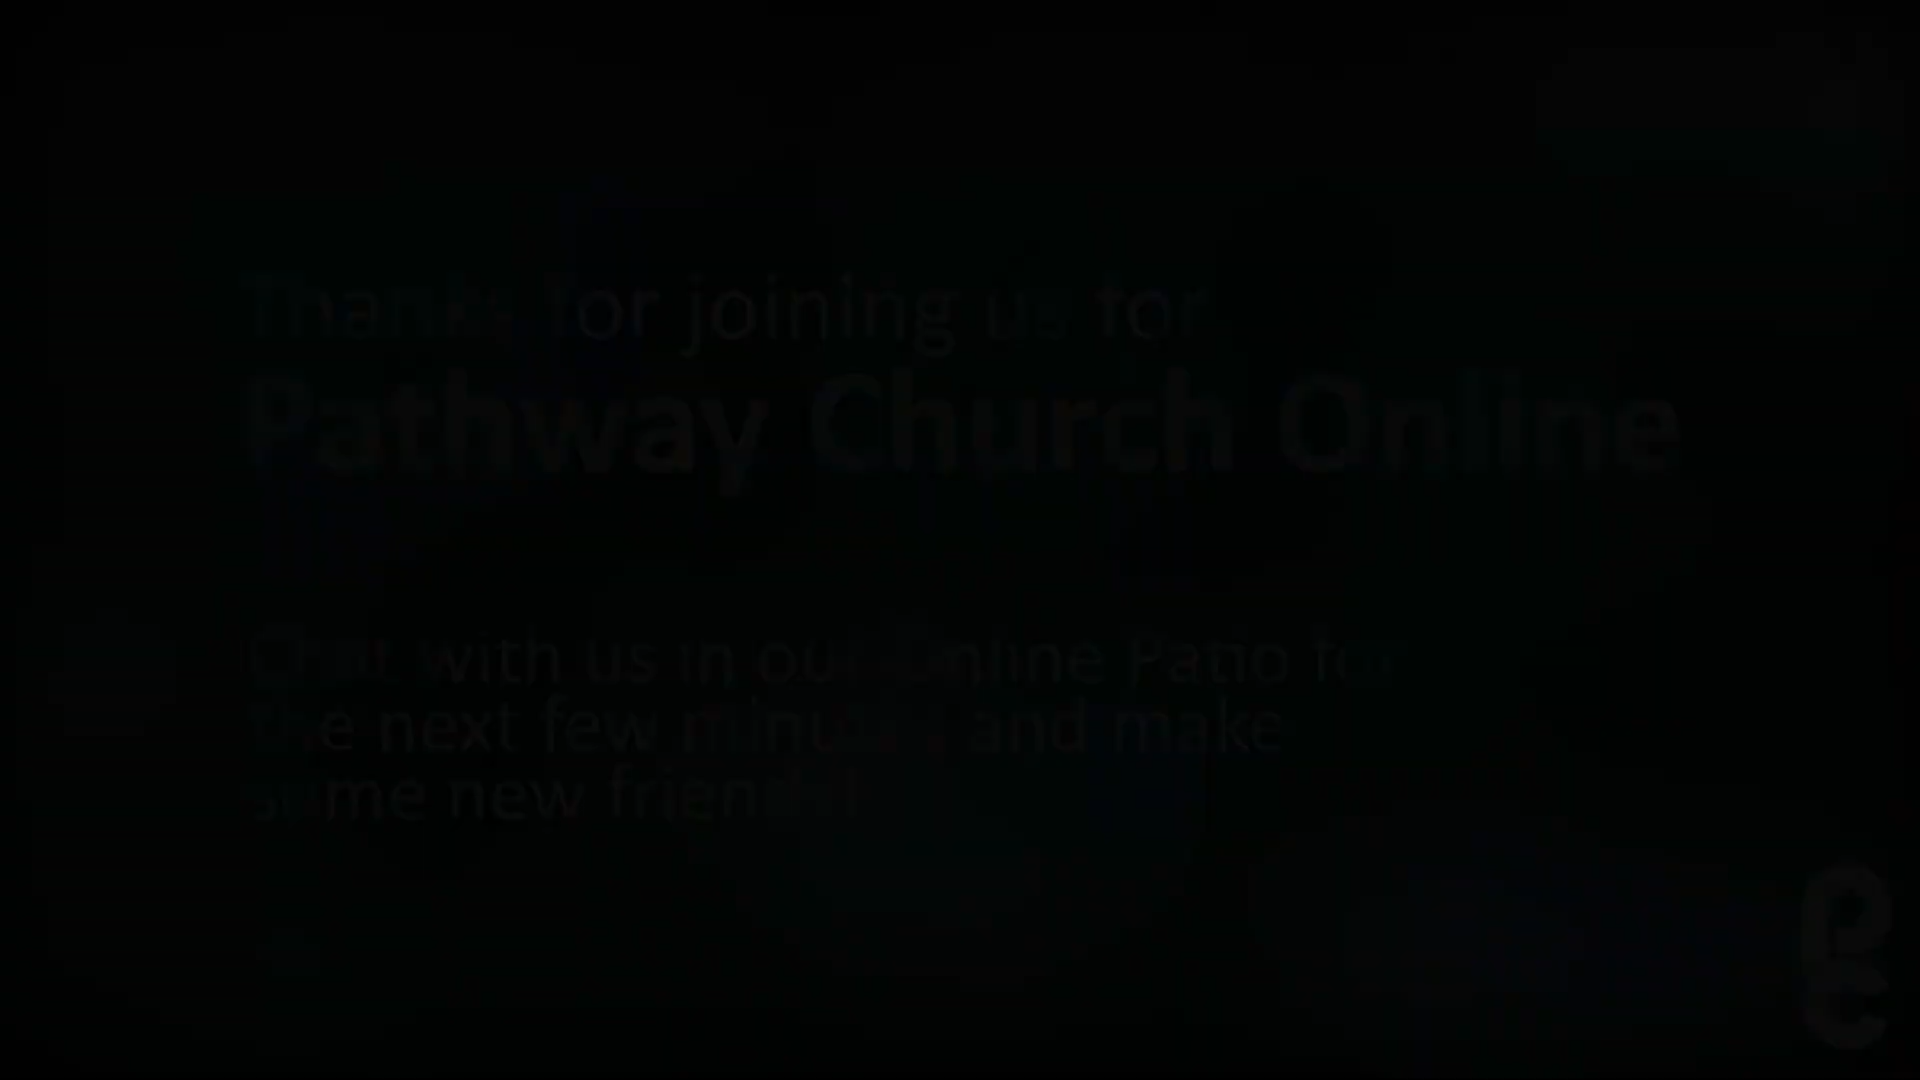 Thanks for joining us for
Pathway Church Online
Chat with us in our Online Patio for
the next few minutes and make
some new friends!
PC